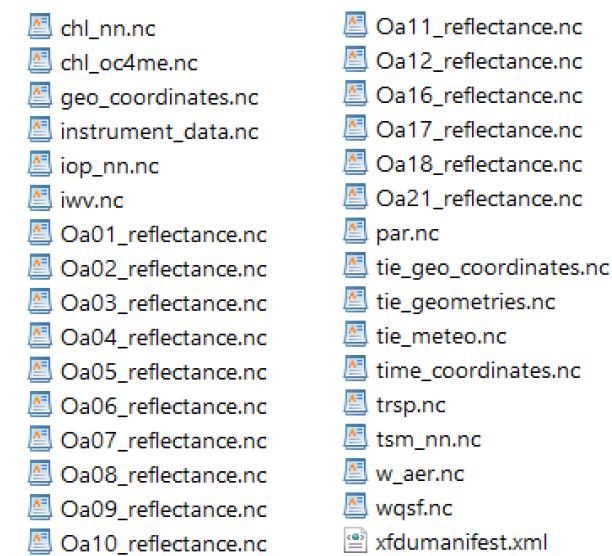 chl_nn.nc
chl_oc4me.nc
geo_coordinates.nc
instrument_data.nc
iop_nn.nc
iwv.nc
Oa01_reflectance.nc
Oa02_reflectance.nc
Oa03_reflectance.nc
Oa04_reflectance.nc
Oa05_reflectance.nc
Oa06_reflectance.nc
Oa07_reflectance.nc
Oa08_reflectance.nc
Oa09_reflectance.nc
Oa10_reflectance.nc
Oa11_reflectance.nc
Oa12_reflectance.nc
Oa16_reflectance.nc
Oa17_reflectance.nc
Oa18_reflectance.nc
Oa21_reflectance.nc
par.nc
tie_geo_coordinates.nc
tie_geometries.nc
tie_meteo.nc
time_coordinates.nc
trsp.nc
tsm_nn.nc
w_aer.nc
wqsf.nc
xfdumanifest.xml